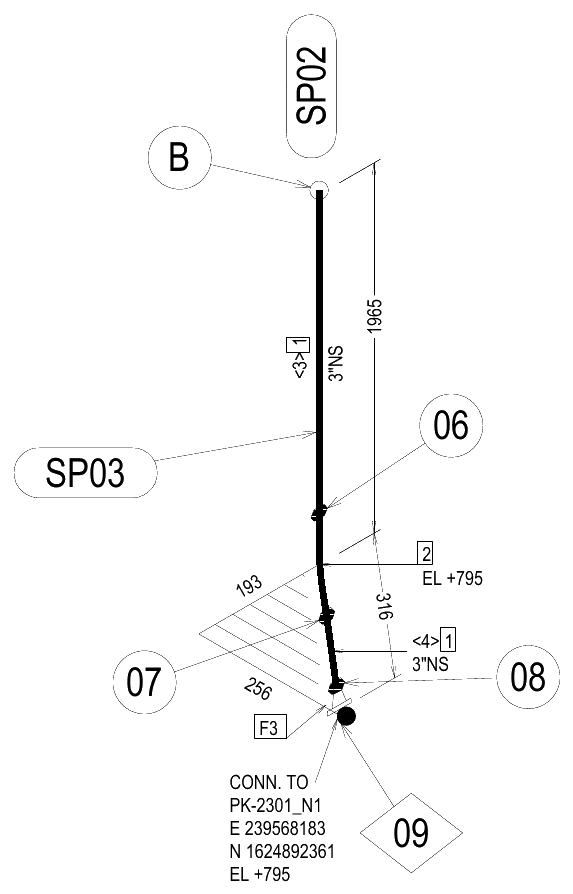 SP02
B
1965
<3> 1
3"NS
06
SP03
2
EL +795
193
316
<4> 1
3"NS
07
256
08
F3
CONN. TO
PK-2301_N1
E 239568183
N 1624892361
EL +795
09